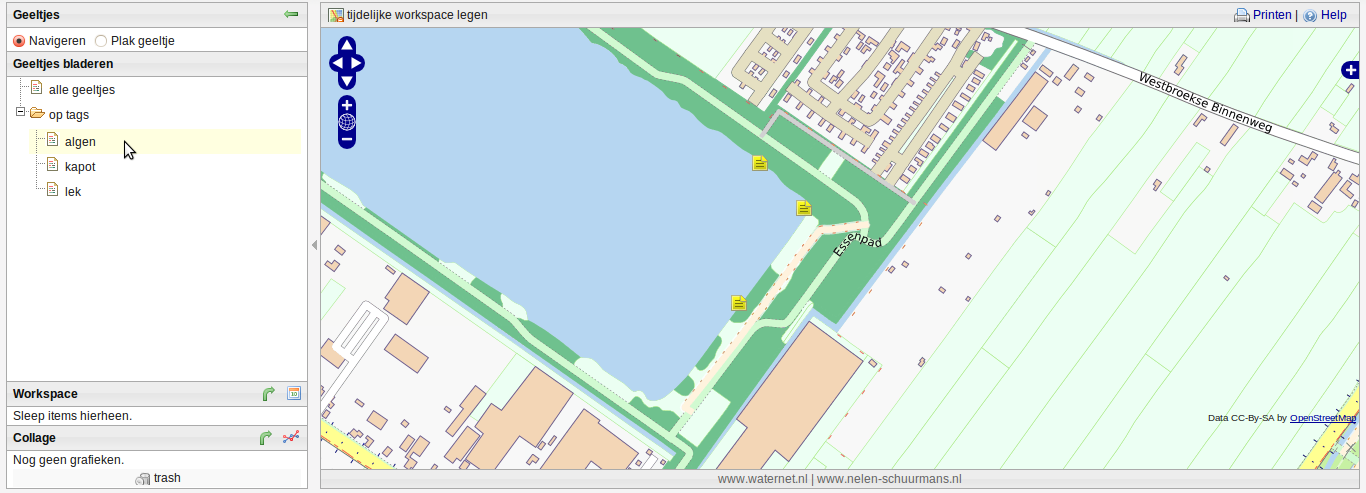 Geeltjes
Navigeren Plak geeltje
Geeltjes bladeren
alle geeltjes
op tags
algen
kapot
lek
Workspace
Sleep items hierheen.
Collage
Nog geen grafieken.
trash
tijdelijke workspace legen
Printen | Help
Westbroekse Binnenweg
Essenpad
Data CC-By-SA by OpenStreetMap
www.waternet.nl | www.nelen-schuurmans.nl